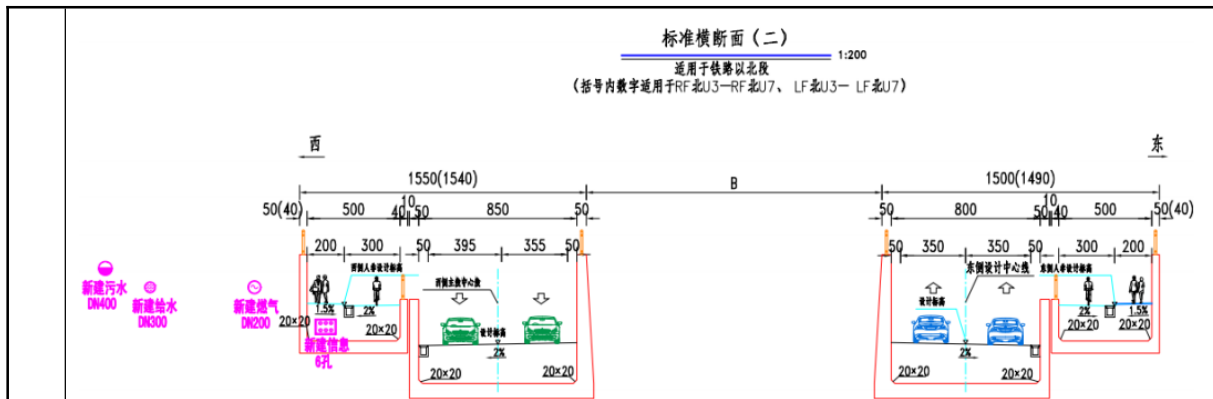 标准横断面（二）
1:200
适用于铁路以北段
（括号内数字适用于RF北U3—RF北U7、 LF北U3— LF北U7）
西
东
1550(1540)
B
1500(1490)
50(40)
500
40
10
50
850
50
50
800
50
10
40
500
50(40)
200
300
50
395
355
50
50
350
350
50
300
200
西侧人非设计标高
西侧主线中心线
东侧设计中心线
东侧人非设计标高
新建污水
DN400
新建给水
DN300
新建燃气
DN200
新建信息
6孔
1.5%
2%
20×20
20×20
设计标高
2%
20×20
20×20
设计标高
2%
20×20
20×20
2%
1.5%
20×20
20×20